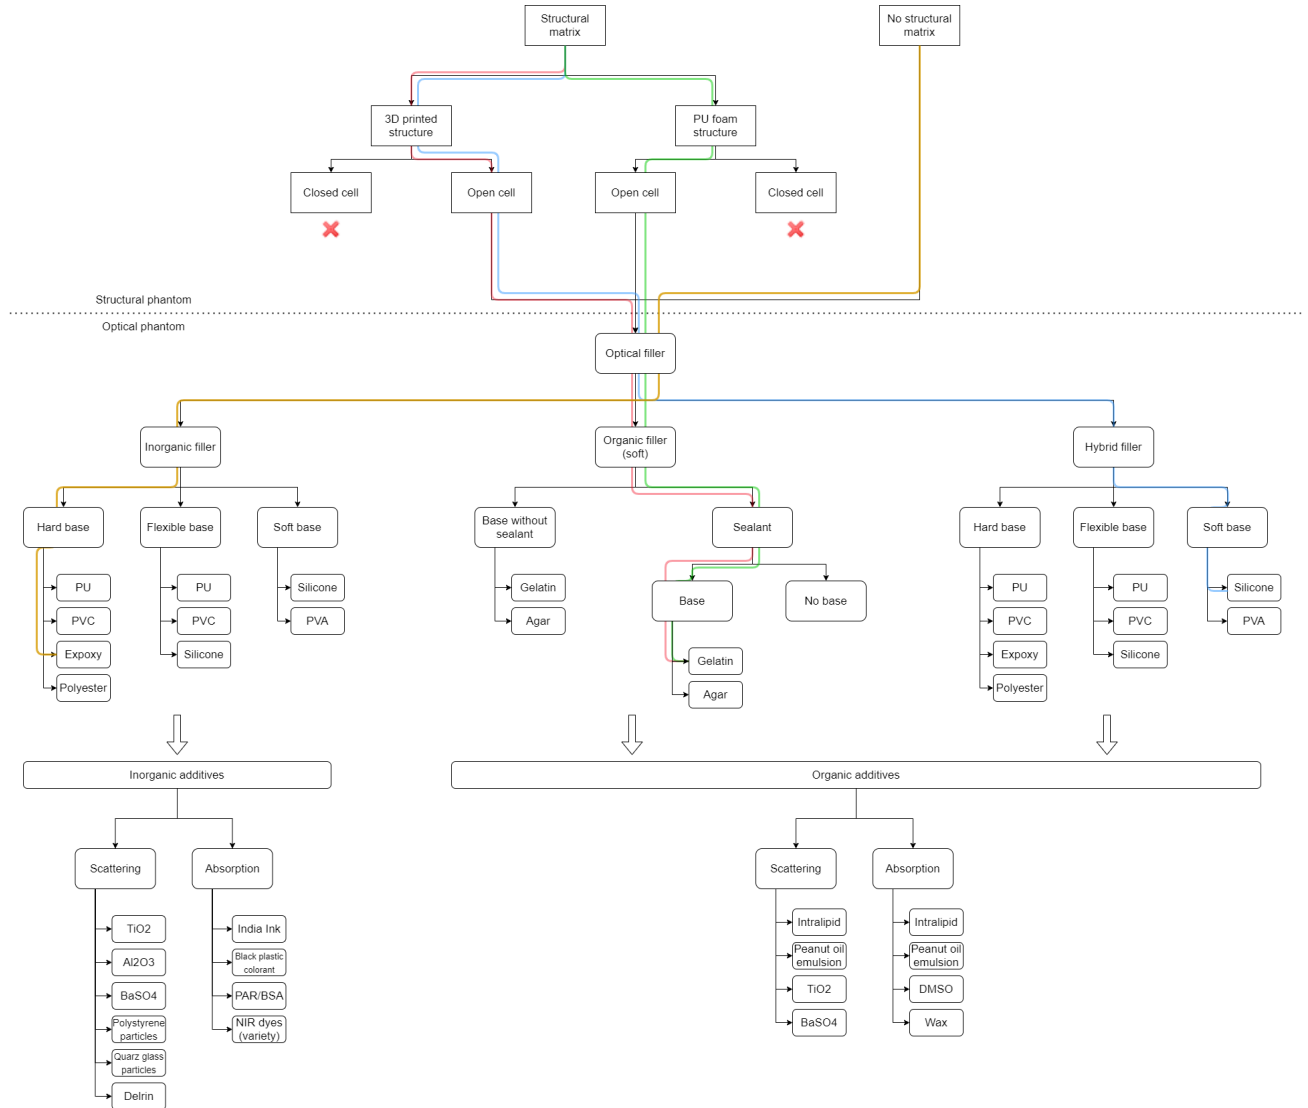 Structural
matrix
No structural
matrix
3D printed
structure
PU foam
structure
Closed cell
Open cell
Open cell
Closed cell
Structural phantom
Optical phantom
Optical filler
Inorganic filler
Organic filler
(soft)
Hybrid filler
Hard base
Flexible base
Soft base
Base without
sealant
Sealant
Hard base
Flexible base
Soft base
PU
PVC
Expoxy
Polyester
PU
PVC
Silicone
Silicone
PVA
Gelatin
Agar
Base
No base
Gelatin
Agar
PU
PVC
Expoxy
Polyester
PU
PVC
Silicone
Silicone
PVA
Inorganic additives
Organic additives
Scattering
Absorption
TiO2
Al2O3
BaSO4
Polystyrene
particles
Quarz glass
particles
Delrin
India Ink
Black plastic
colorant
PAR/BSA
NIR dyes
(variety)
Scattering
Absorption
Intralipid
Peanut oil
emulsion
TiO2
BaSO4
Intralipid
Peanut oil
emulsion
DMSO
Wax